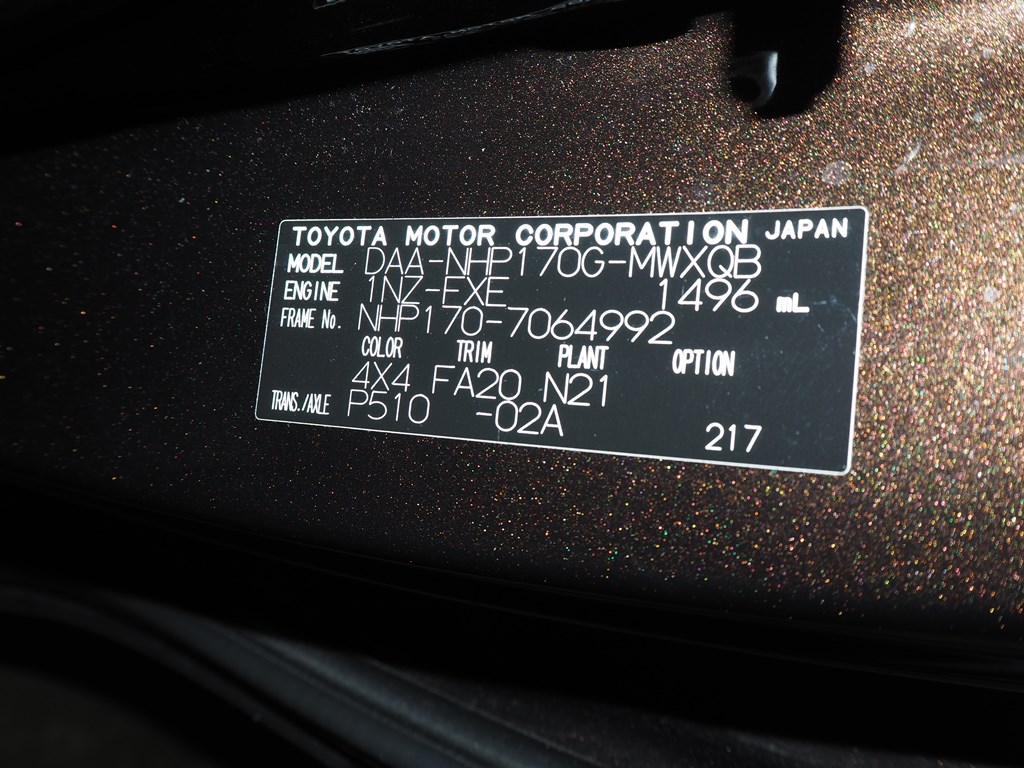 TOYOTA MOTOR CORPORATION JAPAN
MODEL DAA-NHP170G-MWXQB
ENGINE 1NZ-FXE 1496 mL
FRAME No. NHP170-7064992
COLOR TRIM PLANT OPTION
4X4 FA20 N21
TRANS./AXLE P510 -02A
217